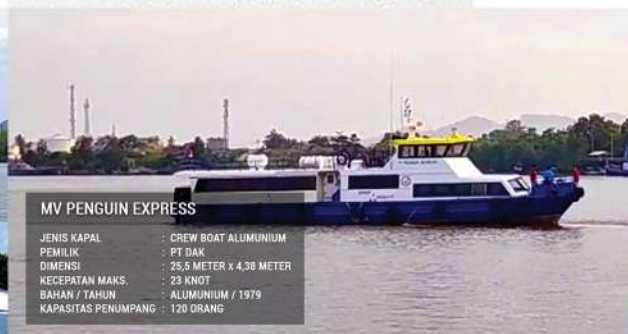 MV PENGUIN EXPRESS
JENIS KAPAL : CREW BOAT ALUMUNIUM
PEMILIK : PT DAK
DIMENSI : 25,5 METER x 4,38 METER
KECEPATAN MAKS. : 23 KNOT
BAHAN / TAHUN : ALUMUNIUM / 1979
KAPASITAS PENUMPANG : 120 ORANG